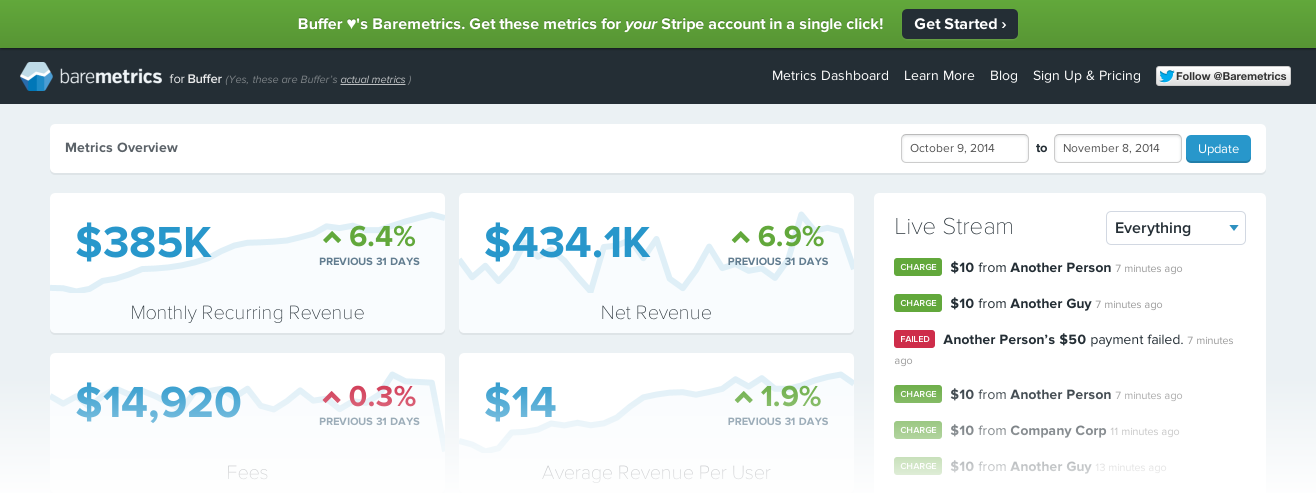 Buffer ♥'s Baremetrics. Get these metrics for your Stripe account in a single click! Get Started ›
baremetrics for Buffer (Yes, these are Buffer's actual metrics ) Metrics Dashboard Learn More Blog Sign Up & Pricing Follow @Baremetrics
Metrics Overview October 9, 2014 to November 8, 2014 Update
$385K 6.4%
PREVIOUS 31 DAYS
Monthly Recurring Revenue
$434.1K 6.9%
PREVIOUS 31 DAYS
Net Revenue
$14,920 0.3%
PREVIOUS 31 DAYS
Fees
$14 1.9%
PREVIOUS 31 DAYS
Average Revenue Per User
Live Stream Everything
CHARGE $10 from Another Person 7 minutes ago
CHARGE $10 from Another Guy 7 minutes ago
FAILED Another Person's $50 payment failed. 7 minutes
ago
CHARGE $10 from Another Person 7 minutes ago
CHARGE $10 from Company Corp 11 minutes ago
CHARGE $10 from Another Guy 13 minutes ago